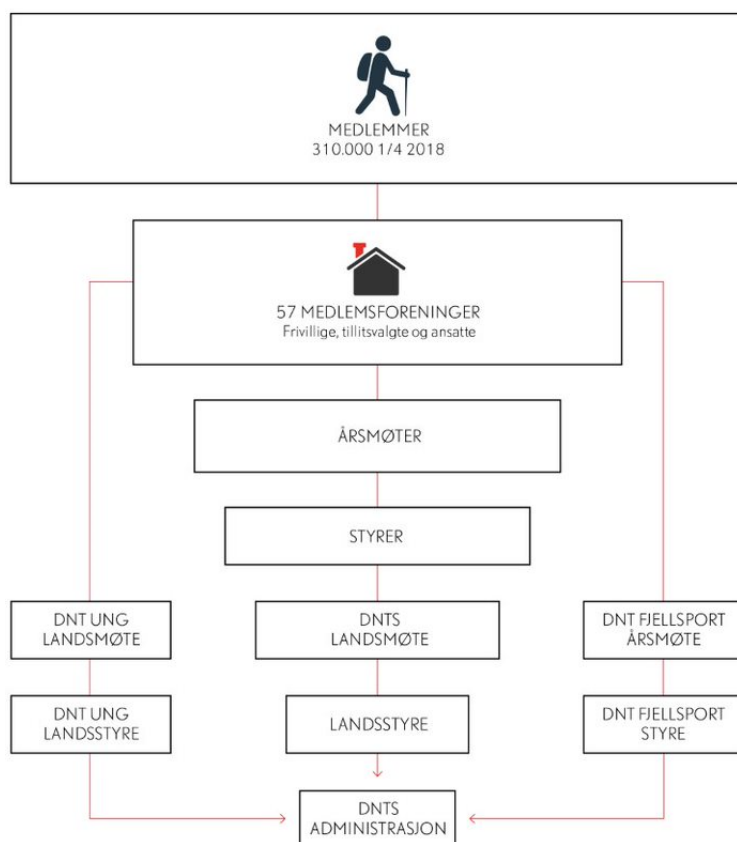 MEDLEMMER
310.000 1/4 2018
57 MEDLEMSFORENINGER
Frivillige, tillitsvalgte og ansatte
ÅRSMØTER
STYRER
DNT UNG
LANDSMØTE
DNTS
LANDSMØTE
DNT FJELLSPORT
ÅRSMØTE
DNT UNG
LANDSSTYRE
LANDSSTYRE
DNT FJELLSPORT
STYRE
DNTS
ADMINISTRASJON